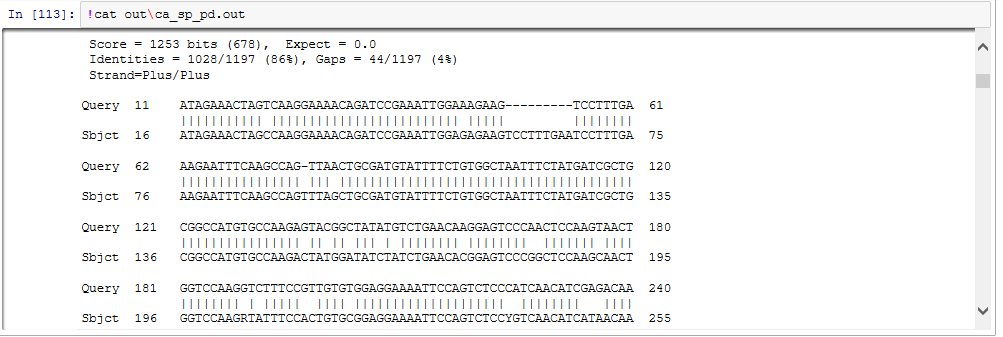 In [113]: !cat out\ca_sp_pd.out
Score = 1253 bits (678),  Expect = 0.0
Identities = 1028/1197 (86%), Gaps = 44/1197 (4%)
Strand=Plus/Plus
Query  11   ATAGAAACTAGTCAAGGAAAACAGATCCGAAATTGGAAAGAAG---------TCCTTTGA  61
Sbjct  16   ATAGAAACTAGCCAAGGAAAACAGATCCGAAATTGGAGAGAAGTCCTTTGAATCCTTTGA  75
Query  62   AAGAATTTCAAGCCAG-TTAACTGCGATGTATTTTCTGTGGCTAATTTCTATGATCGCTG  120
Sbjct  76   AAGAATTTCAAGCCAGTTTAGCTGCGATGTATTTTCTGTGGCTAATTTCTATGATCGCTG  135
Query  121  CGGCCATGTGCCAAGAGTACGGCTATATGTCTGAACAAGGAGTCCCAACTCCAAGTAACT  180
Sbjct  136  CGGCCATGTGCCAAGACTATGGATATCTATCTGAACACGGAGTCCCGGCTCCAAGCAACT  195
Query  181  GGTCCAAGGTCTTTCCGTTGTGTGGAGGAAAATTCCAGTCTCCCATCAACATCGAGACAA  240
Sbjct  196  GGTCCAAGRTATTTCCACTGTGCGGAGGAAAATTCCAGTCTCCYGTCAACATCATAACAA  255